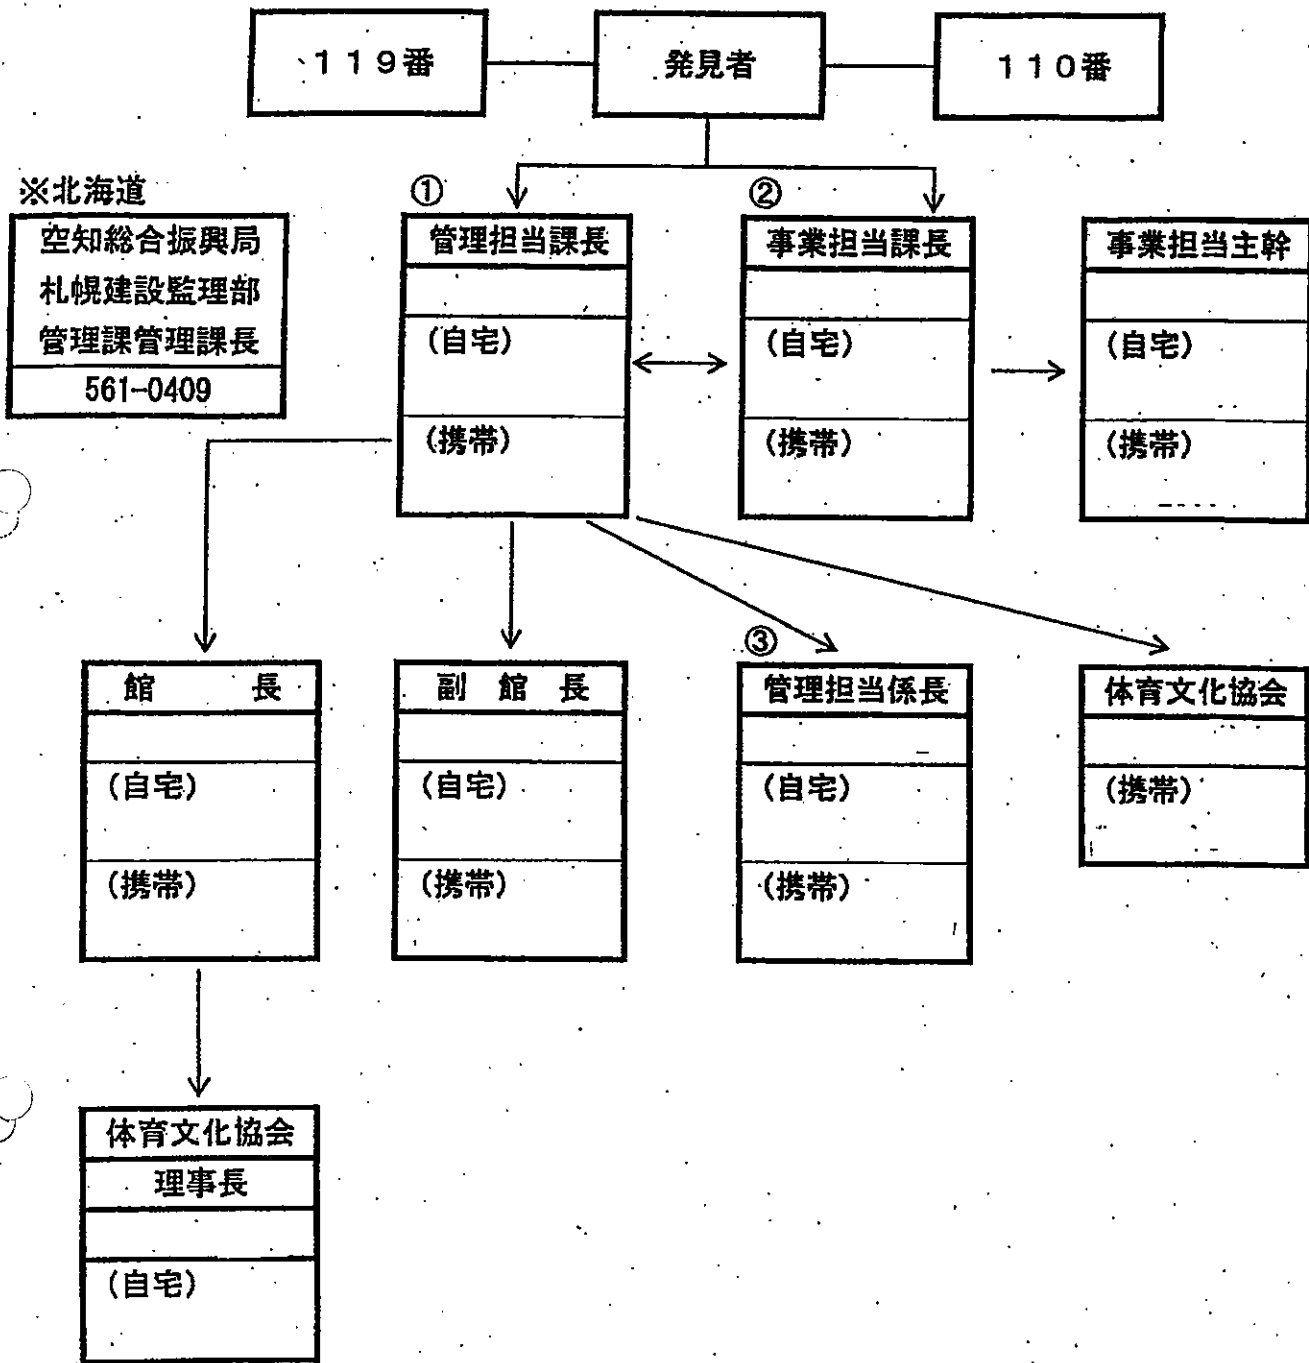 119番
発見者
110番
※北海道
空知総合振興局
札幌建設監理部
管理課管理課長
561-0409
①
管理担当課長
(自宅)
(携帯)
②
事業担当課長
(自宅)
(携帯)
事業担当主幹
(自宅)
(携帯)
館 長
(自宅)
(携帯)
副 館 長
(自宅)
(携帯)
③
管理担当係長
(自宅)
(携帯)
体育文化協会
(携帯)
体育文化協会
理事長
(自宅)